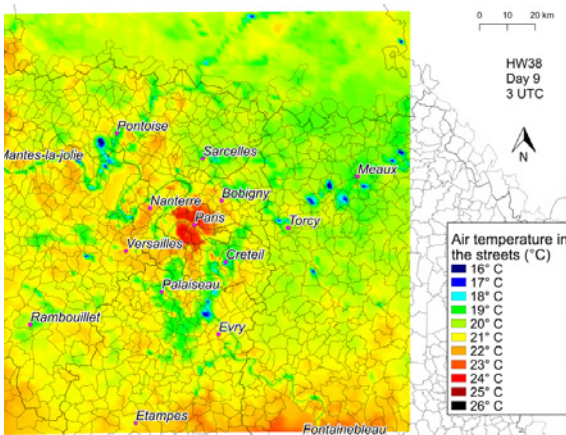 0 10 20 km
HW38
Day 9
3 UTC
N
Pontoise
Mantes-la-jolie
Sarcelles
Meaux
Nanterre
Bobigny
Paris
Torcy
Versailles
Creteil
Palaiseau
Rambouillet
Evry
Etampes
Fontainebleau
Air temperature in
the streets (°C)
16° C
17° C
18° C
19° C
20° C
21° C
22° C
23° C
24° C
25° C
26° C